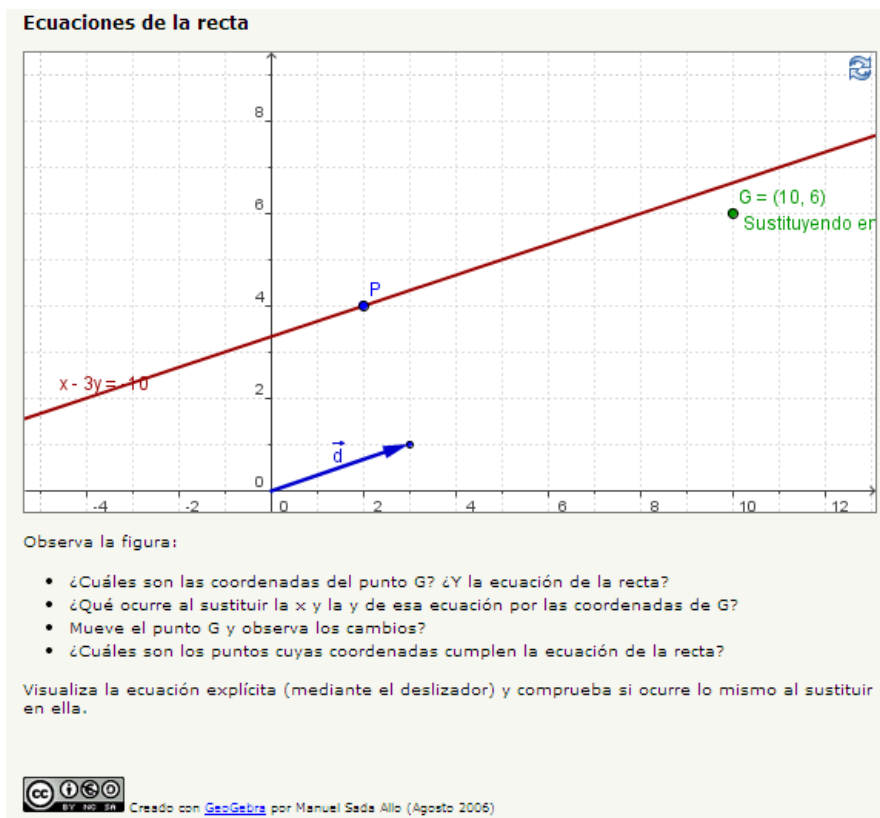 Ecuaciones de la recta
8
G = (10, 6)
6
Sustituyendo en
P
4
x - 3y = -10
2
d
0
-4 -2 0 2 4 6 8 10 12
Observa la figura:
• ¿Cuáles son las coordenadas del punto G? ¿Y la ecuación de la recta?
• ¿Qué ocurre al sustituir la x y la y de esa ecuación por las coordenadas de G?
• Mueve el punto G y observa los cambios?
• ¿Cuáles son los puntos cuyas coordenadas cumplen la ecuación de la recta?
Visualiza la ecuación explícita (mediante el deslizador) y comprueba si ocurre lo mismo al sustituir
en ella.
cc
BY NC SA
Creado con GeoGebra por Manuel Sada Allo (Agosto 2006)